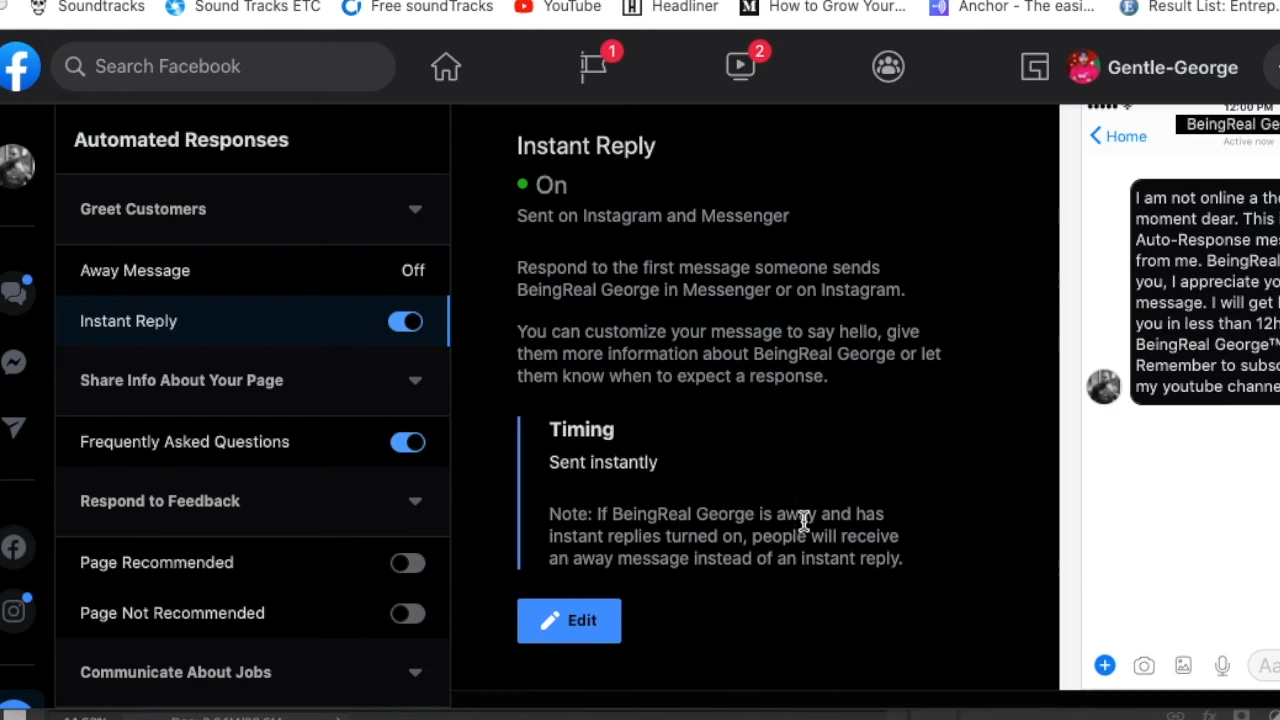 Soundtracks
Sound Tracks ETC
Free soundTracks
YouTube
Headliner
How to Grow Your...
Anchor - The easi...
Result List: Entrep.
Search Facebook
1
2
Gentle-George
Automated Responses
Greet Customers
Away Message
Off
Instant Reply
Share Info About Your Page
Frequently Asked Questions
Respond to Feedback
Page Recommended
Page Not Recommended
Communicate About Jobs
Instant Reply
On
Sent on Instagram and Messenger
Respond to the first message someone sends
BeingReal George in Messenger or on Instagram.
You can customize your message to say hello, give
them more information about BeingReal George or let
them know when to expect a response.
Timing
Sent instantly
Note: If BeingReal George is away and has
instant replies turned on, people will receive
an away message instead of an instant reply.
Edit
12:00 PM
Home
BeingReal Ge
Active now
I am not online a the
moment dear. This
Auto-Response me
from me. BeingReal
you, I appreciate yo
message. I will get
you in less than 12h
BeingReal George™
Remember to subsc
my youtube channe
Aa